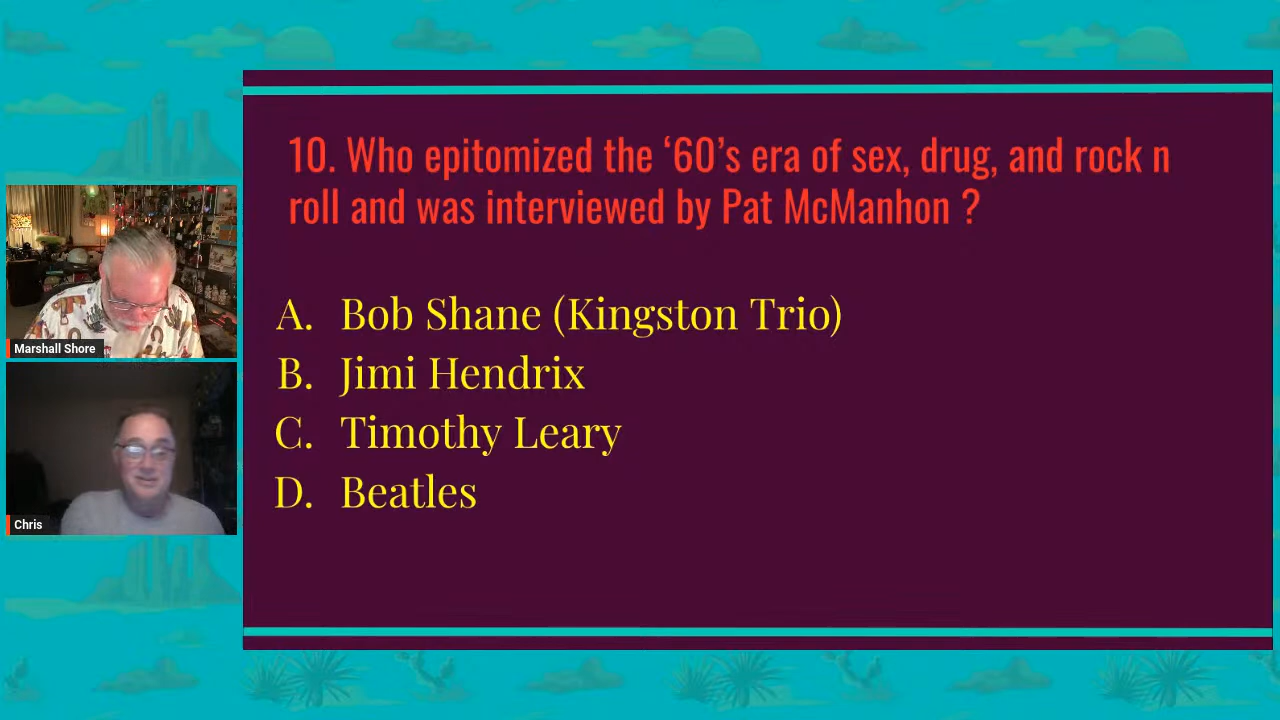 10. Who epitomized the ‘60’s era of sex, drug, and rock n
roll and was interviewed by Pat McManhon ?
A. Bob Shane (Kingston Trio)
B. Jimi Hendrix
C. Timothy Leary
D. Beatles
Marshall Shore
Chris